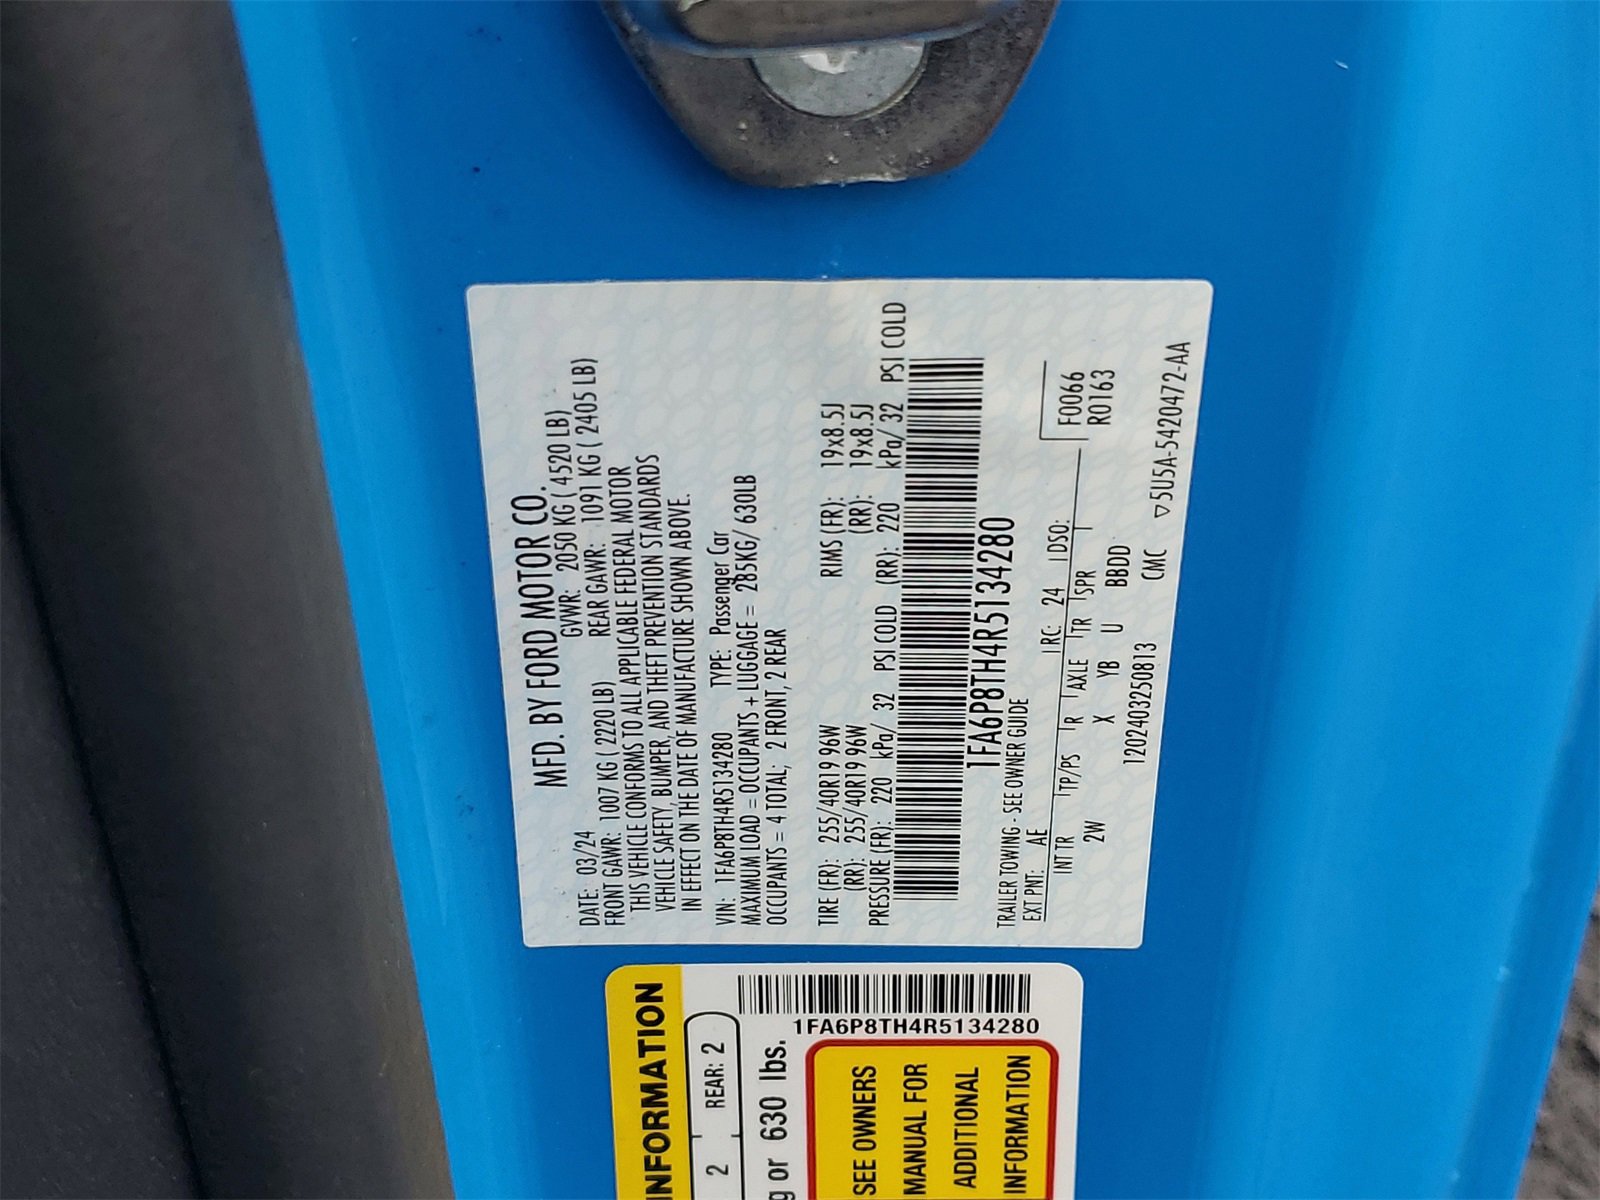 MFD. BY FORD MOTOR CO.
DATE: 03/24 GVWR: 2050 KG ( 4520 LB)
FRONT GAWR: 1007 KG ( 2220 LB) REAR GAWR: 1091 KG ( 2405 LB)
THIS VEHICLE CONFORMS TO ALL APPLICABLE FEDERAL MOTOR
VEHICLE SAFETY, BUMPER, AND THEFT PREVENTION STANDARDS
IN EFFECT ON THE DATE OF MANUFACTURE SHOWN ABOVE.
VIN: 1FA6P8TH4R5134280 TYPE: Passenger Car
MAXIMUM LOAD = OCCUPANTS + LUGGAGE = 285KG/ 630LB
OCCUPANTS = 4 TOTAL; 2 FRONT, 2 REAR
TIRE (FR): 255/40R19 96W RIMS (FR): 19x8.5J
(RR): 255/40R19 96W (RR): 19x8.5J
PRESSURE (FR): 220 kPa/ 32 PSI COLD (RR): 220 kPa/ 32 PSI COLD
1FA6P8TH4R5134280
TRAILER TOWING - SEE OWNER GUIDE
EXT PNT: AE RC: 24 DSO: F0066
INT TR TP/PS R AXLE TR SPR R0163
2W X YB U BBDD
1202403250813 CMC ▽5U5A-5420472-AA
INFORMATION
2 REAR: 2
g or 630 lbs.
1FA6P8TH4R5134280
SEE OWNERS
MANUAL FOR
ADDITIONAL
INFORMATION